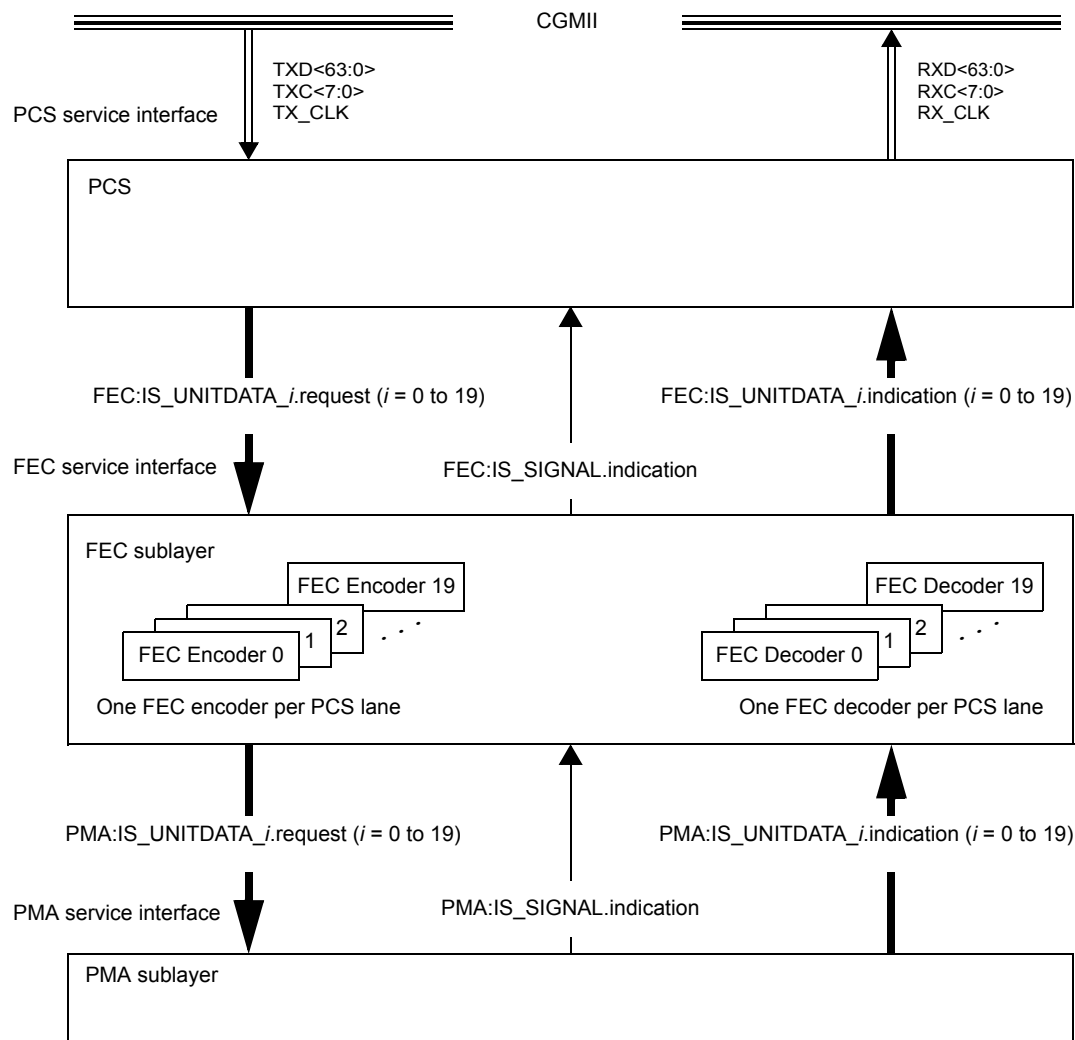 CGMII
TXD<63:0>
TXC<7:0>
TX_CLK
RXD<63:0>
RXC<7:0>
RX_CLK
PCS service interface
PCS
FEC:IS_UNITDATA_i.request (i = 0 to 19)
FEC:IS_UNITDATA_i.indication (i = 0 to 19)
FEC service interface
FEC:IS_SIGNAL.indication
FEC sublayer
FEC Encoder 19
2
1
FEC Encoder 0
. . .
One FEC encoder per PCS lane
FEC Decoder 19
2
1
FEC Decoder 0
. . .
One FEC decoder per PCS lane
PMA:IS_UNITDATA_i.request (i = 0 to 19)
PMA:IS_UNITDATA_i.indication (i = 0 to 19)
PMA service interface
PMA:IS_SIGNAL.indication
PMA sublayer